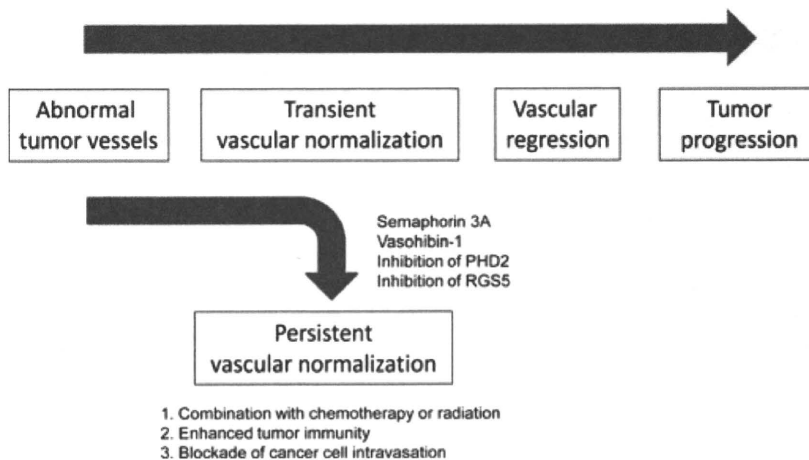 Abnormal
tumor vessels
Transient
vascular normalization
Vascular
regression
Tumor
progression
Semaphorin 3A
Vasohibin-1
Inhibition of PHD2
Inhibition of RGS5
Persistent
vascular normalization
1. Combination with chemotherapy or radiation
2. Enhanced tumor immunity
3. Blockade of cancer cell intravasation